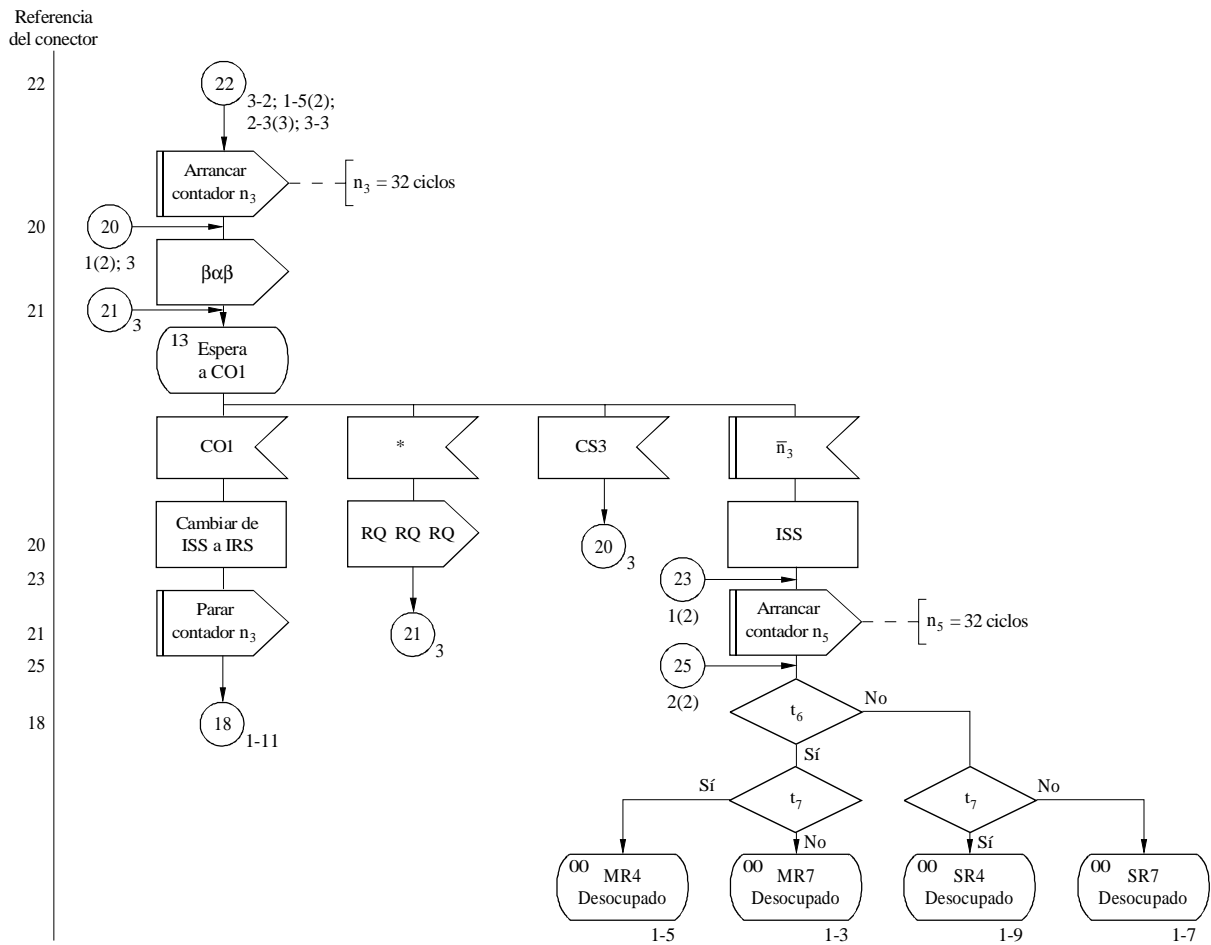 Referencia
del conector
22
22
3-2; 1-5(2);
2-3(3); 3-3
Arrancar
contador n₃
n₃ = 32 ciclos
20
20
1(2); 3
βαβ
21
21
3
13
Espera
a CO1
CO1
*
CS3
n̅₃
Cambiar de
ISS a IRS
RQ RQ RQ
20
3
ISS
20
23
23
1(2)
Parar
contador n₃
21
3
Arrancar
contador n₅
n₅ = 32 ciclos
21
25
25
2(2)
18
18
1-11
t₆
No
Sí
Sí
t₇
No
t₇
No
Sí
00
MR4
Desocupado
1-5
00
MR7
Desocupado
1-3
00
SR4
Desocupado
1-9
00
SR7
Desocupado
1-7